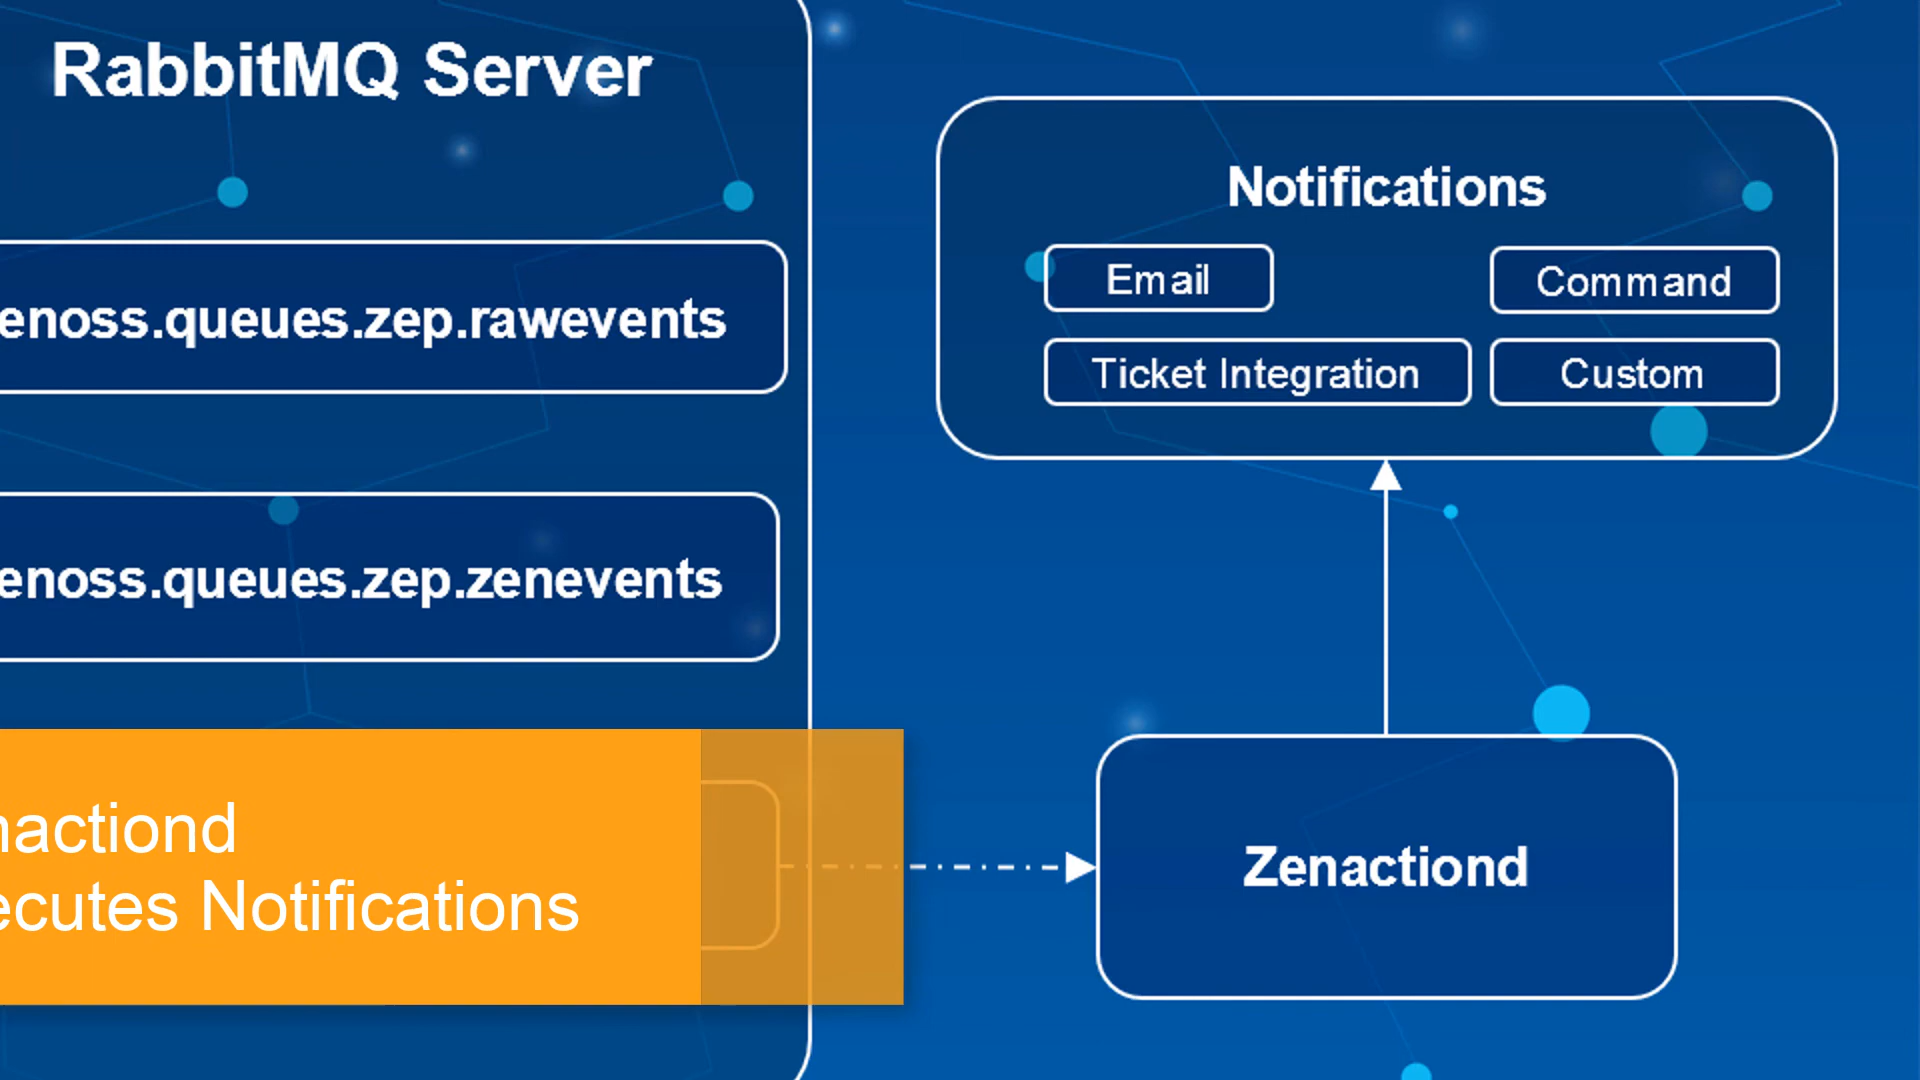 RabbitMQ Server
enoss.queues.zep.rawevents
enoss.queues.zep.zenevents
nactiond
ecutes Notifications
Notifications
Email
Command
Ticket Integration
Custom
Zenactiond